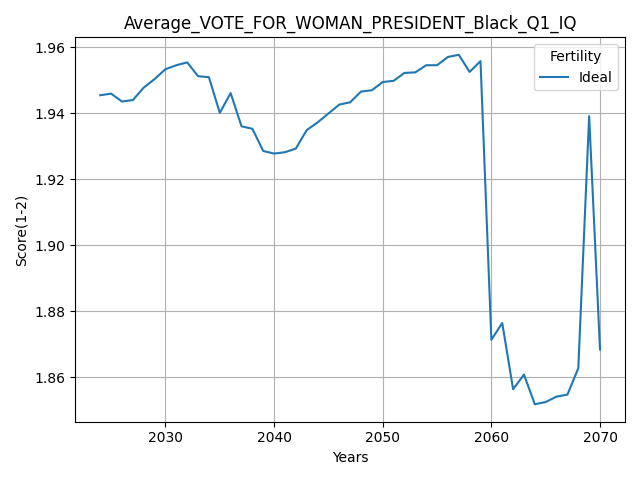 Average_VOTE_FOR_WOMAN_PRESIDENT_Black_Q1_IQ
Fertility
Ideal
Score(1-2)
1.96
1.94
1.92
1.90
1.88
1.86
2030 2040 2050 2060 2070
Years